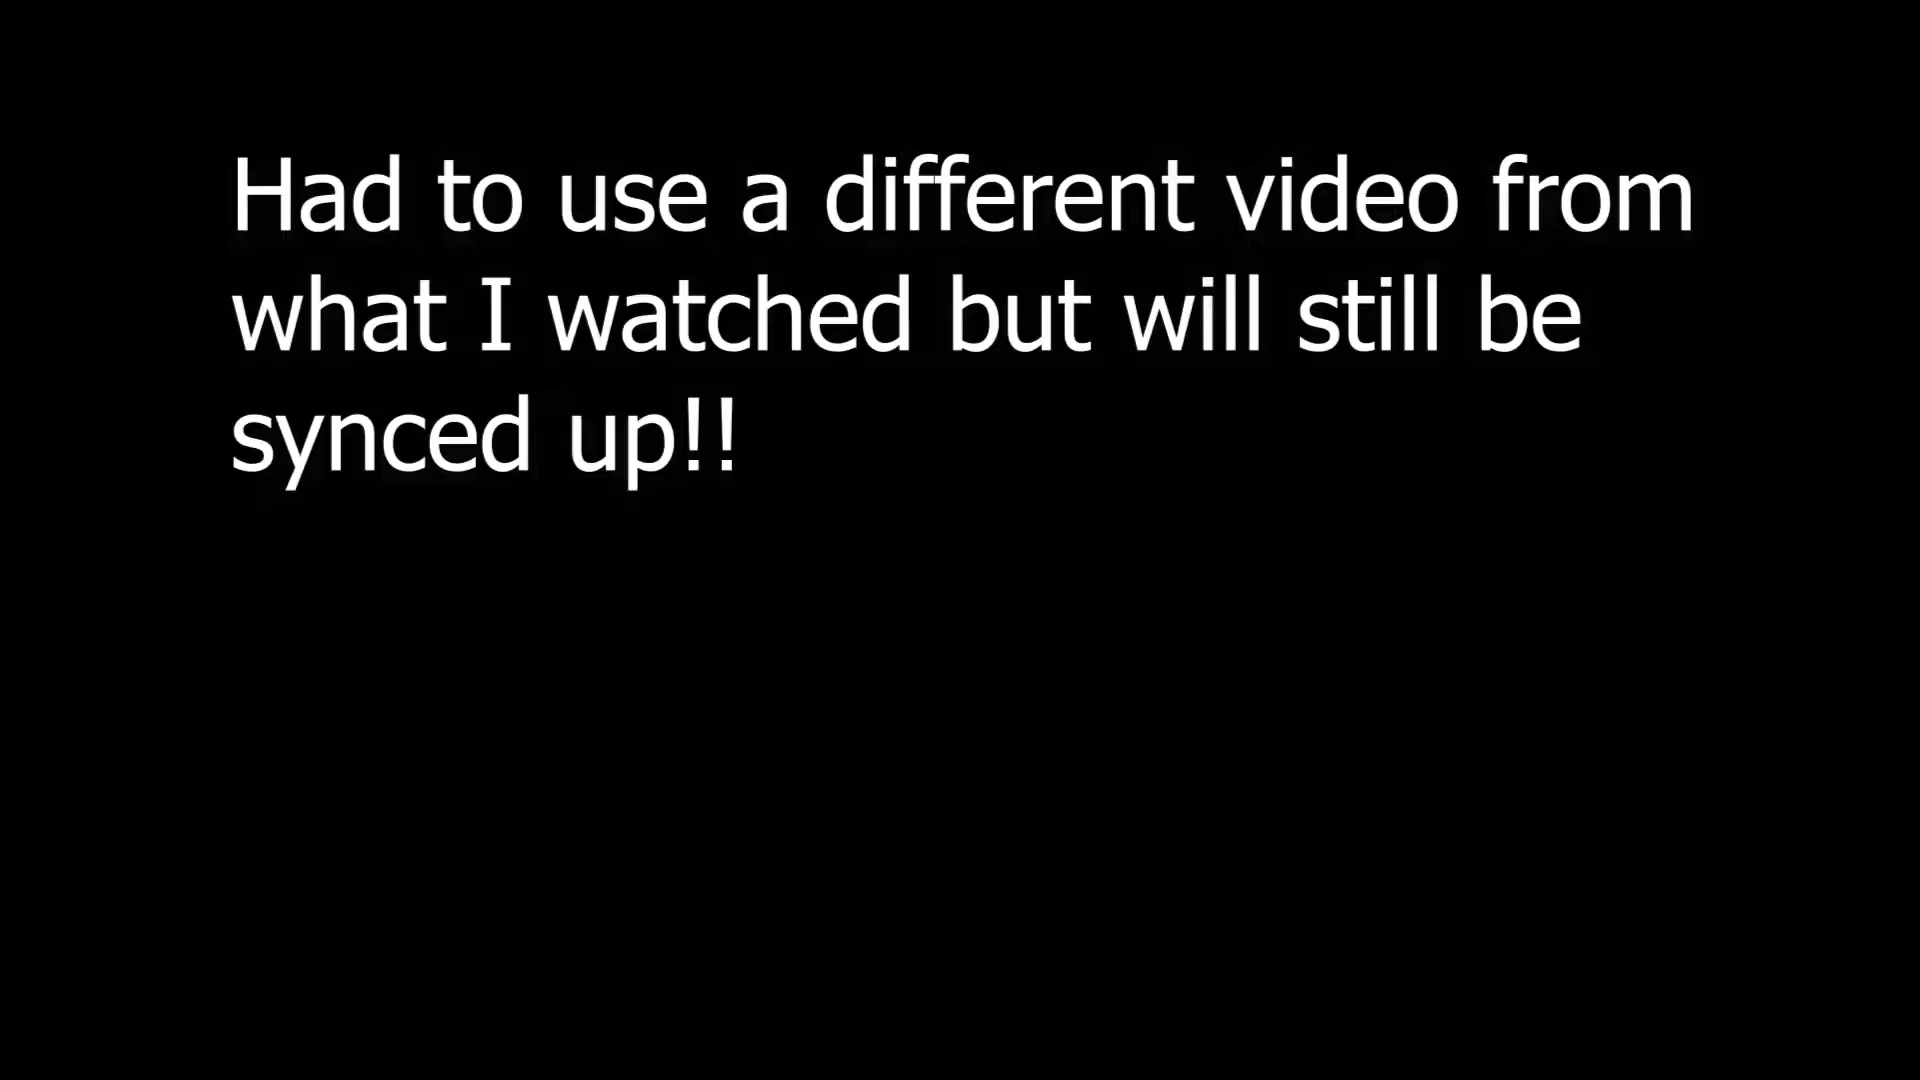 Had to use a different video from
what I watched but will still be
synced up!!